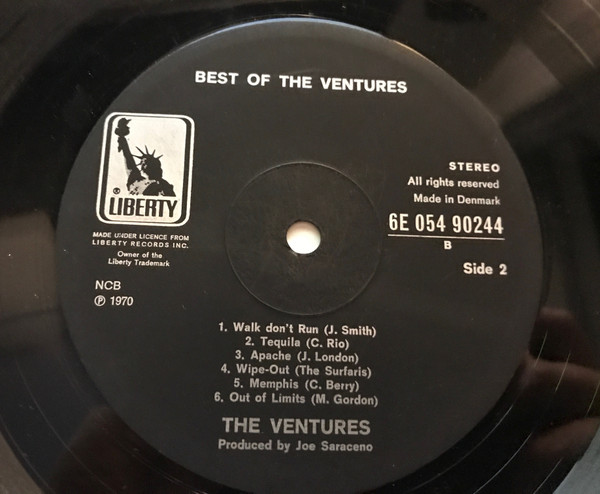 BEST OF THE VENTURES
LIBERTY
MADE UNDER LICENCE FROM
LIBERTY RECORDS INC.
Owner of the
Liberty Trademark
NCB
℗ 1970
STEREO
All rights reserved
Made in Denmark
6E 054 90244
B
Side 2
1. Walk don't Run (J. Smith)
2. Tequila (C. Rio)
3. Apache (J. London)
4. Wipe-Out (The Surfaris)
5. Memphis (C. Berry)
6. Out of Limits (M. Gordon)
THE VENTURES
Produced by Joe Saraceno